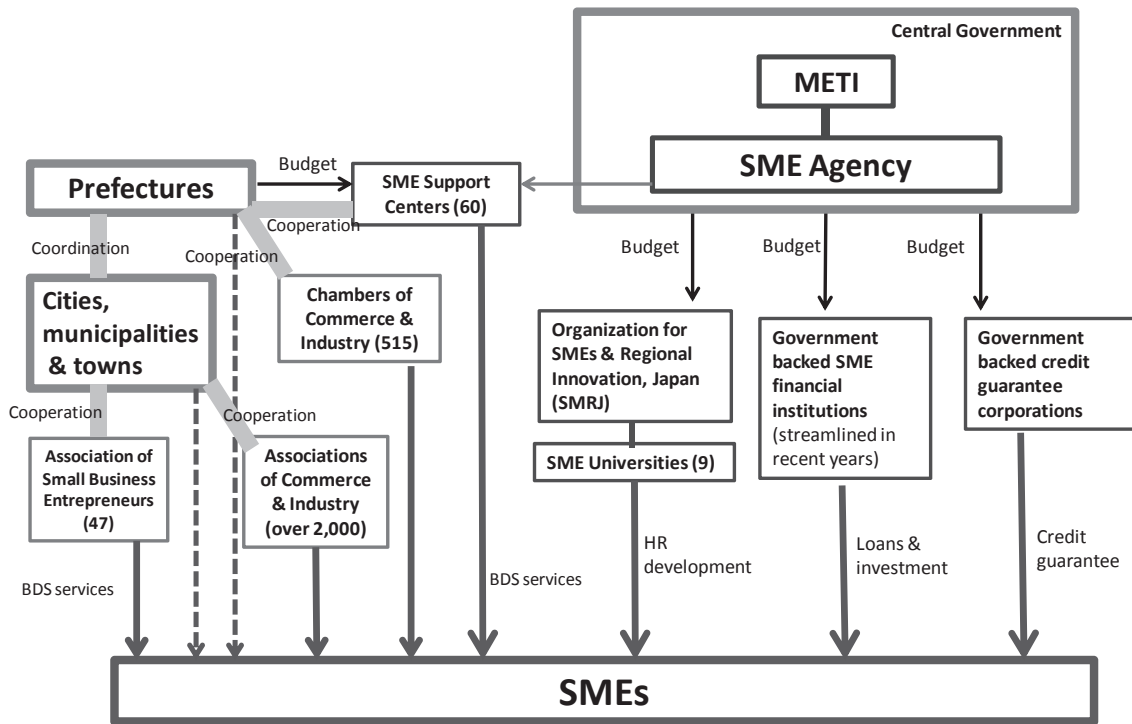 Central Government
METI
SME Agency
Prefectures
Budget
SME Support
Centers (60)
Cooperation
Coordination
Cooperation
Budget
Budget
Budget
Cities,
municipalities
& towns
Chambers of
Commerce &
Industry (515)
Organization for
SMEs & Regional
Innovation, Japan
(SMRJ)
Government
backed SME
financial
institutions
(streamlined in
recent years)
Government
backed credit
guarantee
corporations
Cooperation
Cooperation
Association of
Small Business
Entrepreneurs
(47)
Associations
of Commerce
& Industry
(over 2,000)
SME Universities (9)
BDS services
BDS services
HR
development
Loans &
investment
Credit
guarantee
SMEs